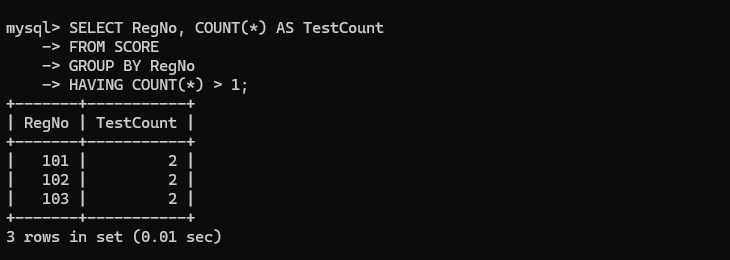 mysql> SELECT RegNo, COUNT(*) AS TestCount
    -> FROM SCORE
    -> GROUP BY RegNo
    -> HAVING COUNT(*) > 1;
+-------+-----------+
| RegNo | TestCount |
+-------+-----------+
|   101 |         2 |
|   102 |         2 |
|   103 |         2 |
+-------+-----------+
3 rows in set (0.01 sec)